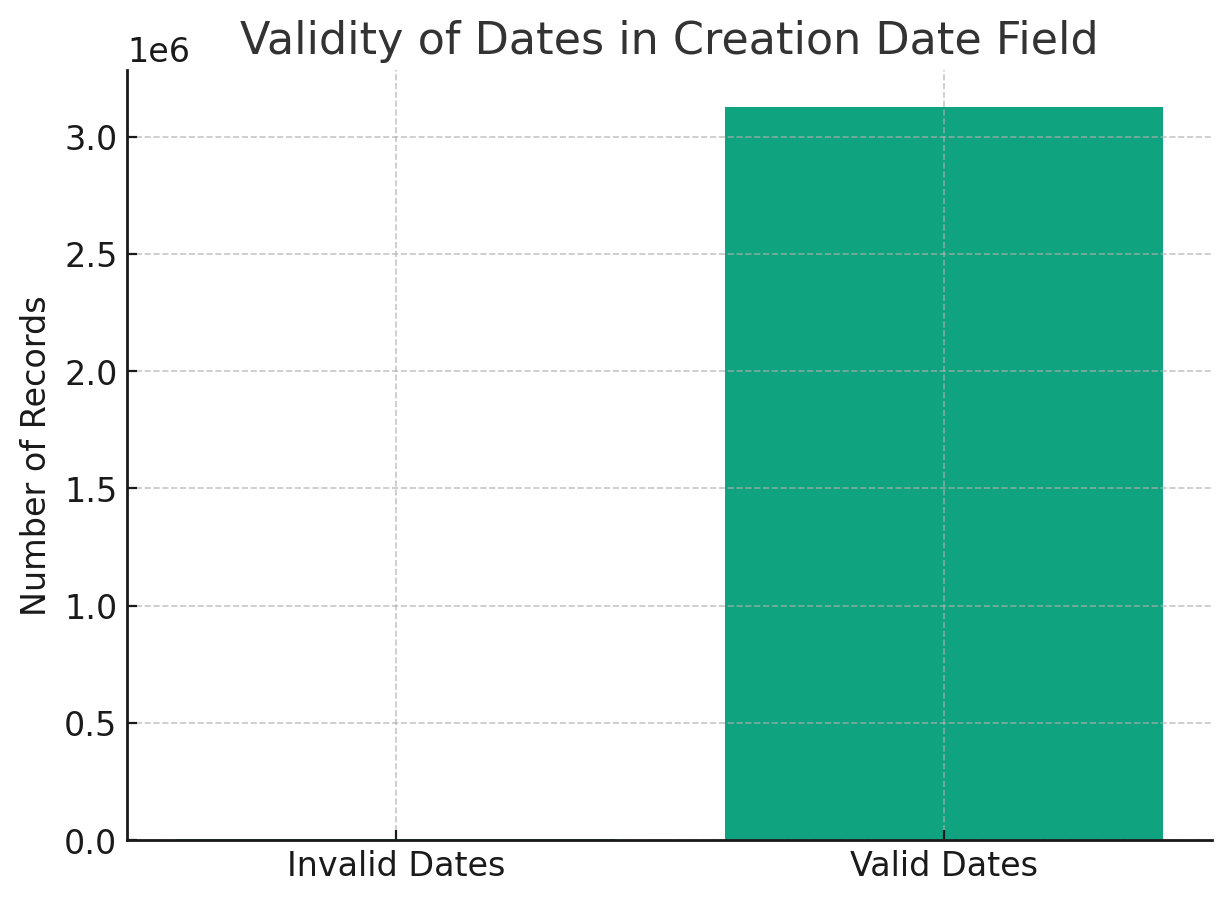 Validity of Dates in Creation Date Field
1e6
3.0
2.5
2.0
1.5
1.0
0.5
0.0
Number of Records
Invalid Dates
Valid Dates